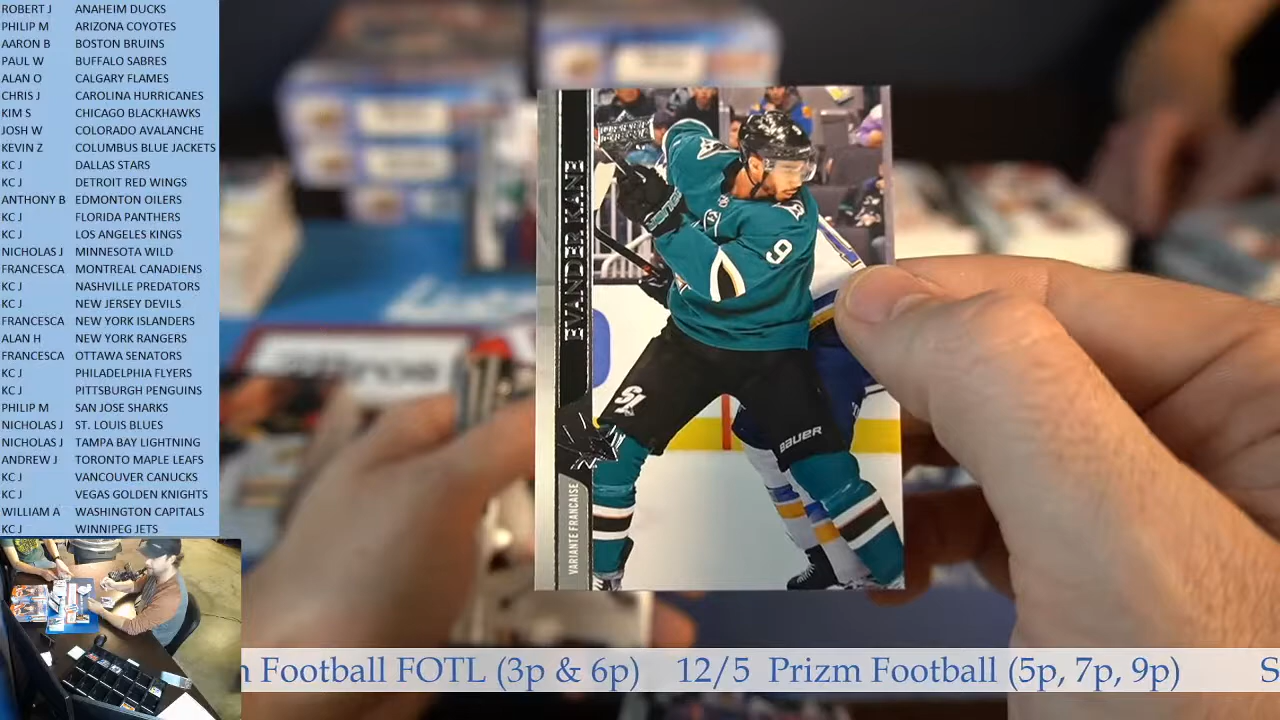 ROBERT J ANAHEIM DUCKS
PHILIP M ARIZONA COYOTES
AARON B BOSTON BRUINS
PAUL W BUFFALO SABRES
ALAN O CALGARY FLAMES
CHRIS J CAROLINA HURRICANES
KIM S CHICAGO BLACKHAWKS
JOSH W COLORADO AVALANCHE
KEVIN Z COLUMBUS BLUE JACKETS
KC J DALLAS STARS
KC J DETROIT RED WINGS
ANTHONY B EDMONTON OILERS
KC J FLORIDA PANTHERS
KC J LOS ANGELES KINGS
NICHOLAS J MINNESOTA WILD
FRANCESCA MONTREAL CANADIENS
KC J NASHVILLE PREDATORS
KC J NEW JERSEY DEVILS
FRANCESCA NEW YORK ISLANDERS
ALAN H NEW YORK RANGERS
FRANCESCA OTTAWA SENATORS
KC J PHILADELPHIA FLYERS
KC J PITTSBURGH PENGUINS
PHILIP M SAN JOSE SHARKS
NICHOLAS J ST. LOUIS BLUES
NICHOLAS J TAMPA BAY LIGHTNING
ANDREW J TORONTO MAPLE LEAFS
KC J VANCOUVER CANUCKS
KC J VEGAS GOLDEN KNIGHTS
WILLIAM A WASHINGTON CAPITALS
KC J WINNIPEG JETS
EVANDER KANE
VARIANTE FRANCAISE
9
SJ
BAUER
n Football FOTL (3p & 6p) 12/5 Prizm Football (5p, 7p, 9p) S